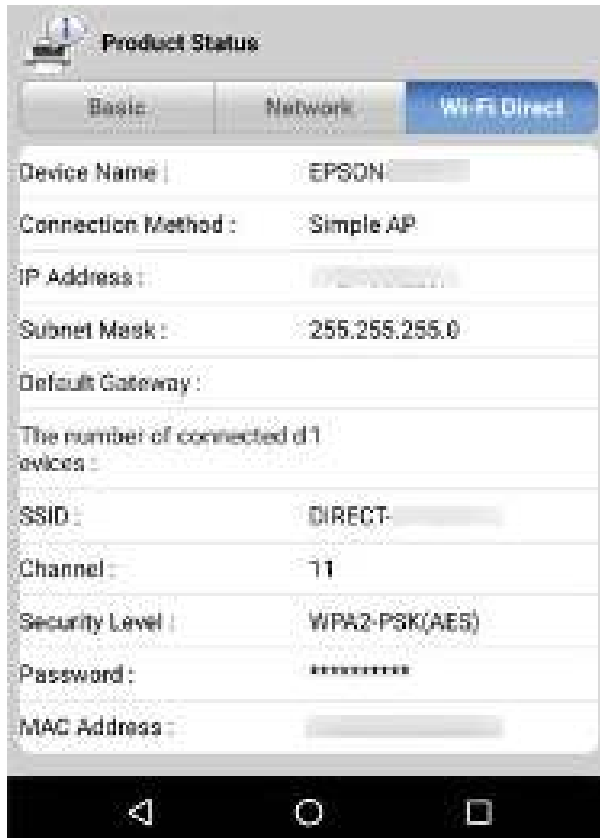 Product Status
Basic Network Wi-Fi Direct
Device Name : EPSON
Connection Method : Simple AP
IP Address :
Subnet Mask : 255.255.255.0
Default Gateway :
The number of connected d 1
evices :
SSID : DIRECT-
Channel : 11
Security Level : WPA2-PSK(AES)
Password : **********
MAC Address :